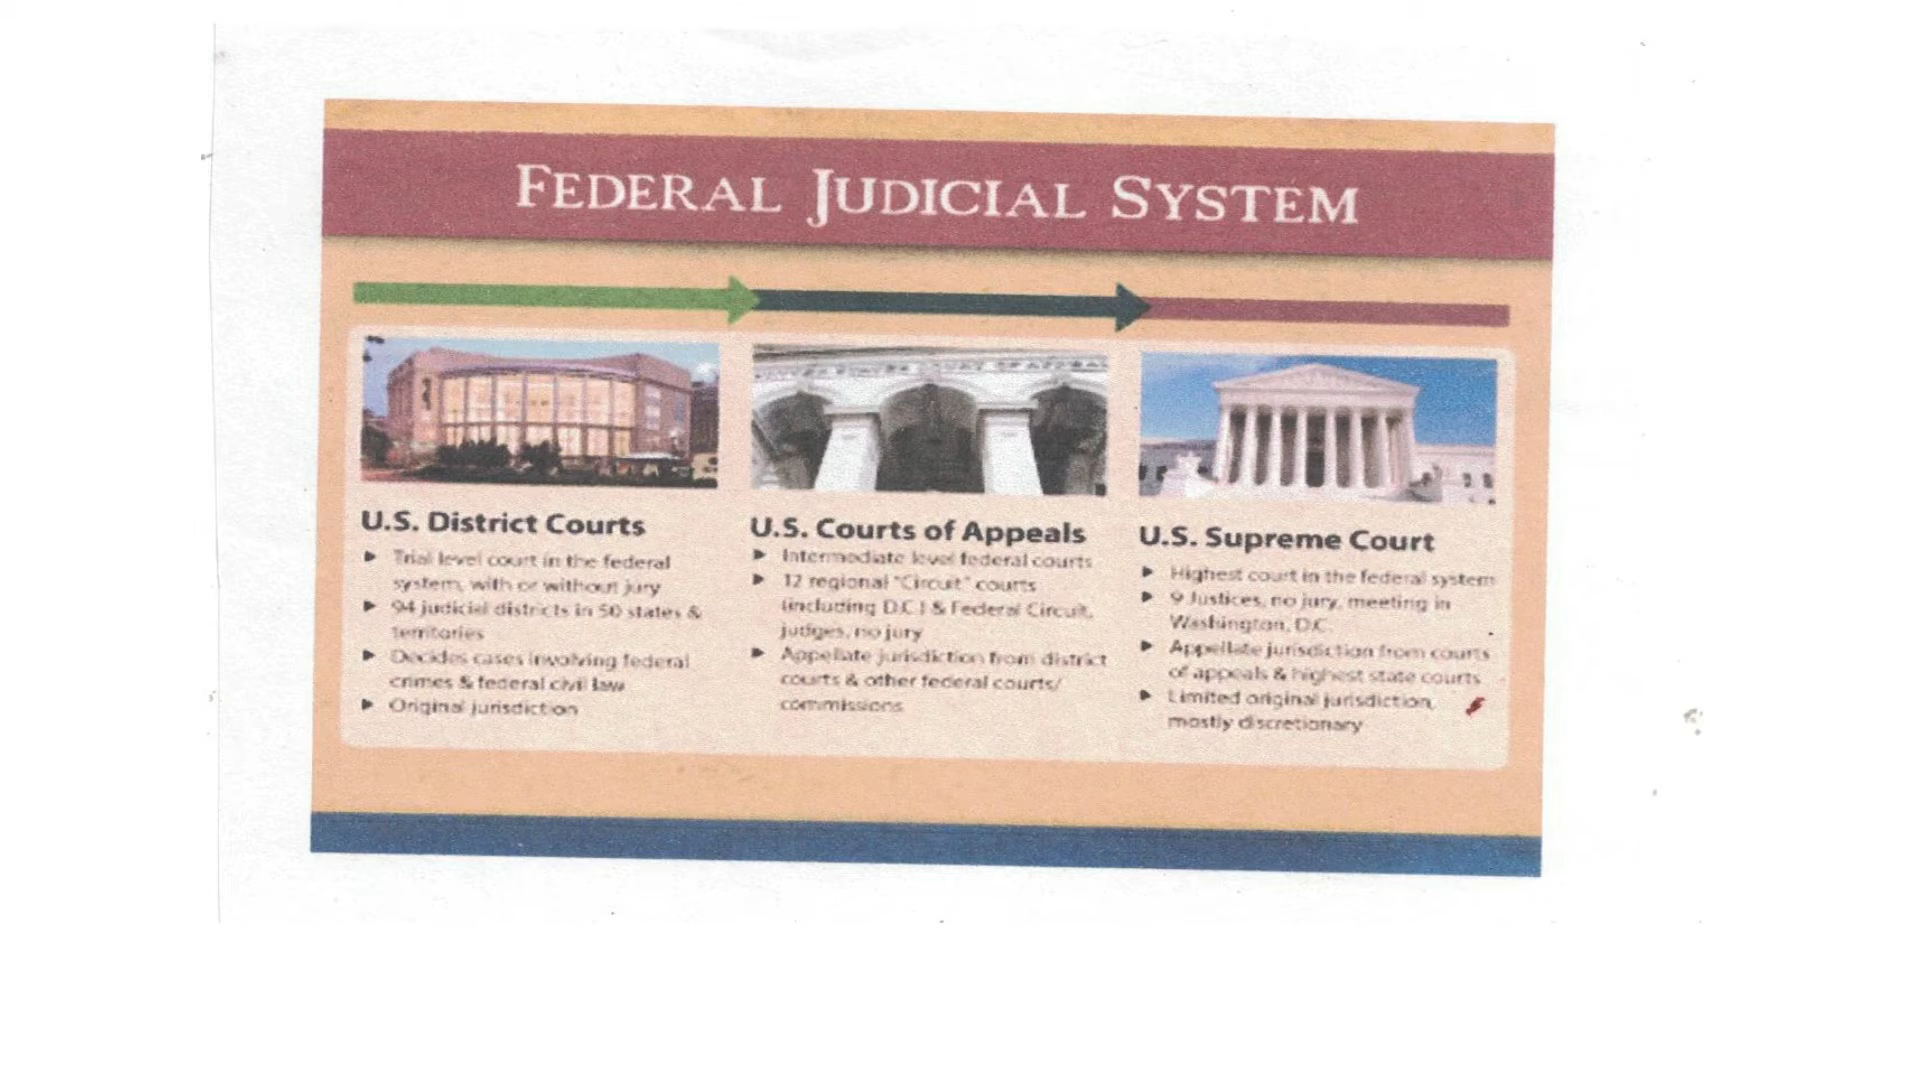 FEDERAL JUDICIAL SYSTEM
U.S. District Courts
▶ Trial level court in the federal
system, with or without jury
▶ 94 judicial districts in 50 states &
territories
▶ Decides cases involving federal
crimes & federal civil law
▶ Original jurisdiction
U.S. Courts of Appeals
▶ Intermediate level federal courts
▶ 12 regional "Circuit" courts
(including D.C.) & Federal Circuit,
judges, no jury
▶ Appellate jurisdiction from district
courts & other federal courts/
commissions
U.S. Supreme Court
▶ Highest court in the federal system
▶ 9 Justices, no jury, meeting in
Washington, D.C.
▶ Appellate jurisdiction from courts
of appeals & highest state courts
▶ Limited original jurisdiction,
mostly discretionary